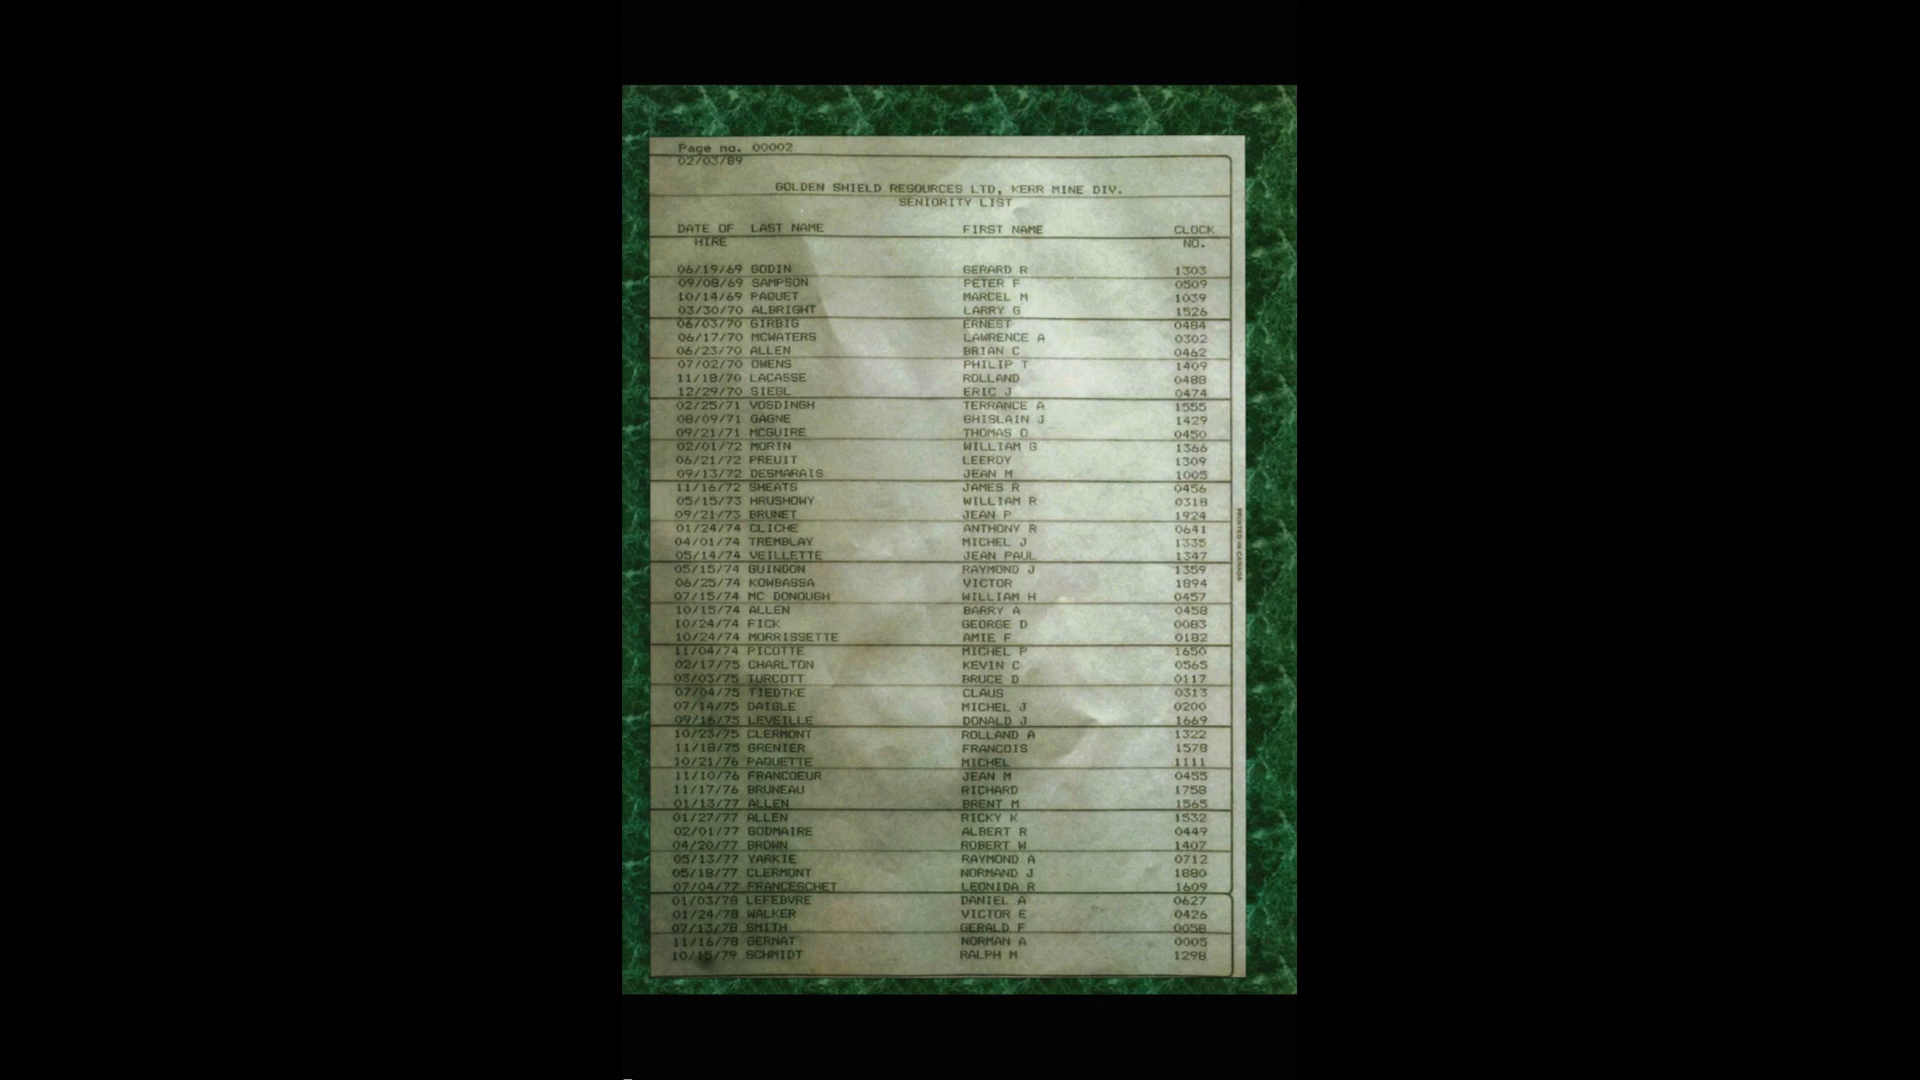 Page no. 00002
02/03/89
GOLDEN SHIELD RESOURCES LTD, KERR MINE DIV.
SENIORITY LIST
DATE OF LAST NAME FIRST NAME CLOCK
HIRE NO.
06/19/69 GODIN GERARD R 1303
09/08/69 SAMPSON PETER F 0509
10/14/69 PAQUET MARCEL M 1039
03/30/70 ALBRIGHT LARRY G 1526
06/03/70 GIRBIG ERNEST 0484
06/17/70 MCWATERS LAWRENCE A 0302
06/23/70 ALLEN BRIAN C 0462
07/02/70 OWENS PHILIP T 1409
11/18/70 LACASSE ROLLAND 0488
12/29/70 SIEGL ERIC J 0474
02/25/71 VOSDINGH TERRANCE A 1555
08/09/71 GAGNE GHISLAIN J 1429
09/21/71 MCGUIRE THOMAS O 0450
02/01/72 MORIN WILLIAM G 1366
06/21/72 PREUIT LEEROY 1309
09/13/72 DESMARAIS JEAN M 1005
11/16/72 SHEATS JAMES R 0456
05/15/73 HRUSHOWY WILLIAM R 0318
09/21/73 BRUNET JEAN P 1924
01/24/74 CLICHE ANTHONY R 0641
04/01/74 TREMBLAY MICHEL J 1335
05/14/74 VEILLETTE JEAN PAUL 1347
05/15/74 GUINDON RAYMOND J 1359
06/25/74 KOWBASSA VICTOR 1894
07/15/74 MC DONOUGH WILLIAM H 0457
10/15/74 ALLEN BARRY A 0458
10/24/74 FICK GEORGE D 0083
10/24/74 MORRISSETTE AMIE F 0182
11/04/74 PICOTTE MICHEL P 1650
02/17/75 CHARLTON KEVIN C 0565
03/03/75 TURCOTT BRUCE D 0117
07/04/75 TIEDTKE CLAUS 0313
07/14/75 DAIGLE MICHEL J 0200
09/16/75 LEVEILLE DONALD J 1669
10/23/75 CLERMONT ROLLAND A 1322
11/18/75 GRENIER FRANCOIS 1578
10/21/76 PAQUETTE MICHEL 1111
11/10/76 FRANCOEUR JEAN M 0455
11/17/76 BRUNEAU RICHARD 1758
01/13/77 ALLEN BRENT M 1565
01/27/77 ALLEN RICKY K 1532
02/01/77 GODMAIRE ALBERT R 0449
04/20/77 BROWN ROBERT W 1407
05/13/77 YARKIE RAYMOND A 0712
05/18/77 CLERMONT NORMAND J 1880
07/04/77 FRANCESCHET LEONIDA R 1609
01/03/78 LEFEBVRE DANIEL A 0627
01/24/78 WALKER VICTOR E 0426
07/13/78 SMITH GERALD F 0058
11/16/78 GERNAT NORMAN A 0005
10/15/79 SCHMIDT RALPH M 1298
PRINTED IN CANADA